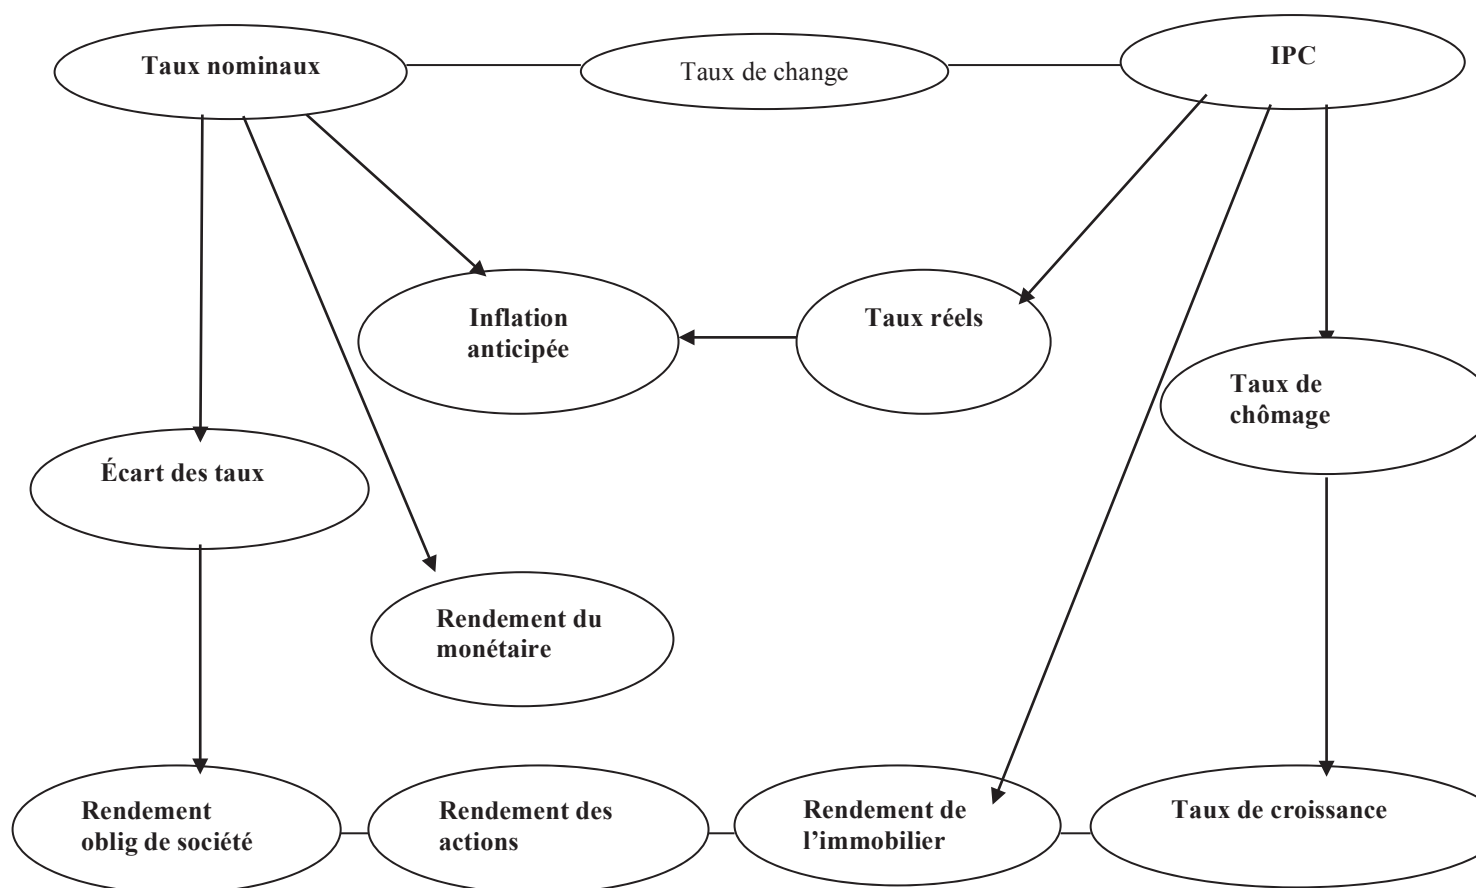 Taux nominaux
Taux de change
IPC
Inflation
anticipée
Taux réels
Taux de
chômage
Écart des taux
Rendement du
monétaire
Rendement
oblig de société
Rendement des
actions
Rendement de
l’immobilier
Taux de croissance